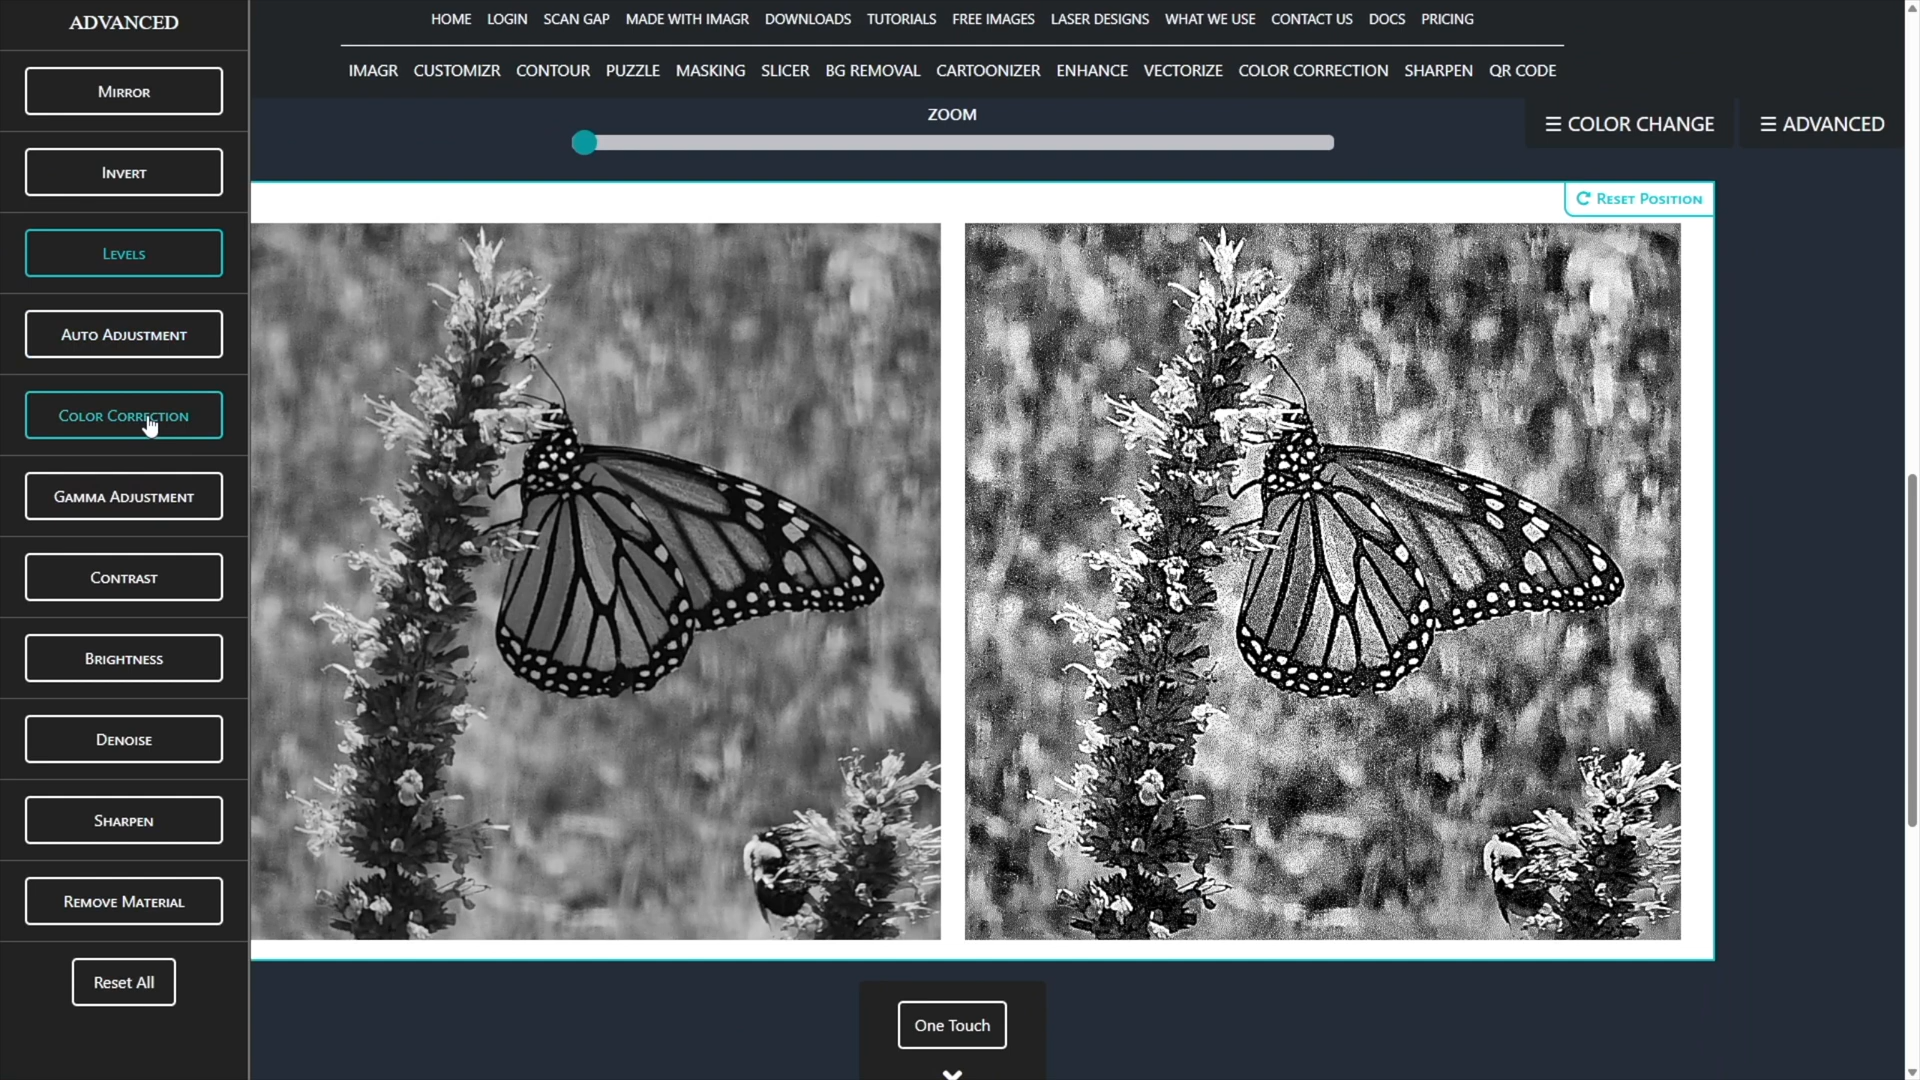 ADVANCED
Mirror
Invert
Levels
Auto Adjustment
Color Correction
Gamma Adjustment
Contrast
Brightness
Denoise
Sharpen
Remove Material
Reset All
HOME LOGIN SCAN GAP MADE WITH IMAGR DOWNLOADS TUTORIALS FREE IMAGES LASER DESIGNS WHAT WE USE CONTACT US DOCS PRICING
IMAGR CUSTOMIZR CONTOUR PUZZLE MASKING SLICER BG REMOVAL CARTOONIZER ENHANCE VECTORIZE COLOR CORRECTION SHARPEN QR CODE
ZOOM
☰ COLOR CHANGE ☰ ADVANCED
Reset Position
One Touch